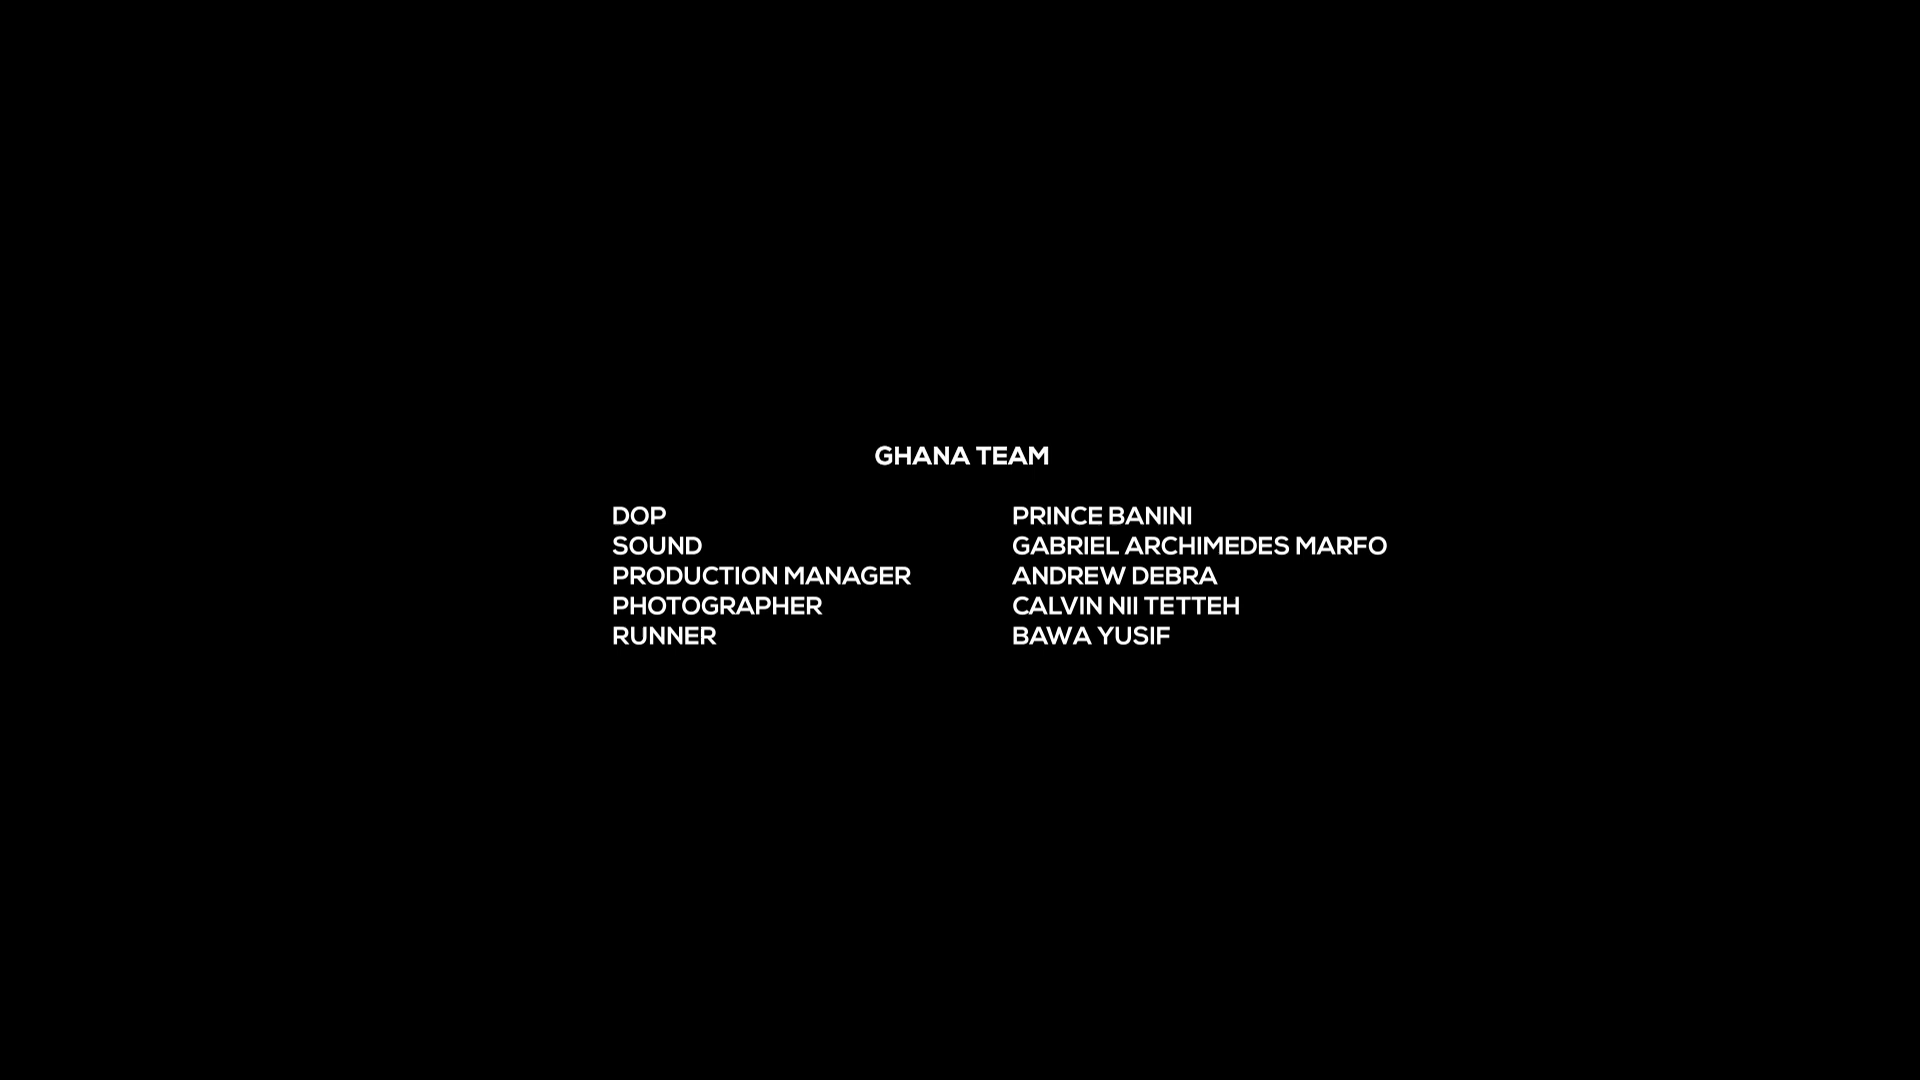 GHANA TEAM
DOP PRINCE BANINI
SOUND GABRIEL ARCHIMEDES MARFO
PRODUCTION MANAGER ANDREW DEBRA
PHOTOGRAPHER CALVIN NII TETTEH
RUNNER BAWA YUSIF